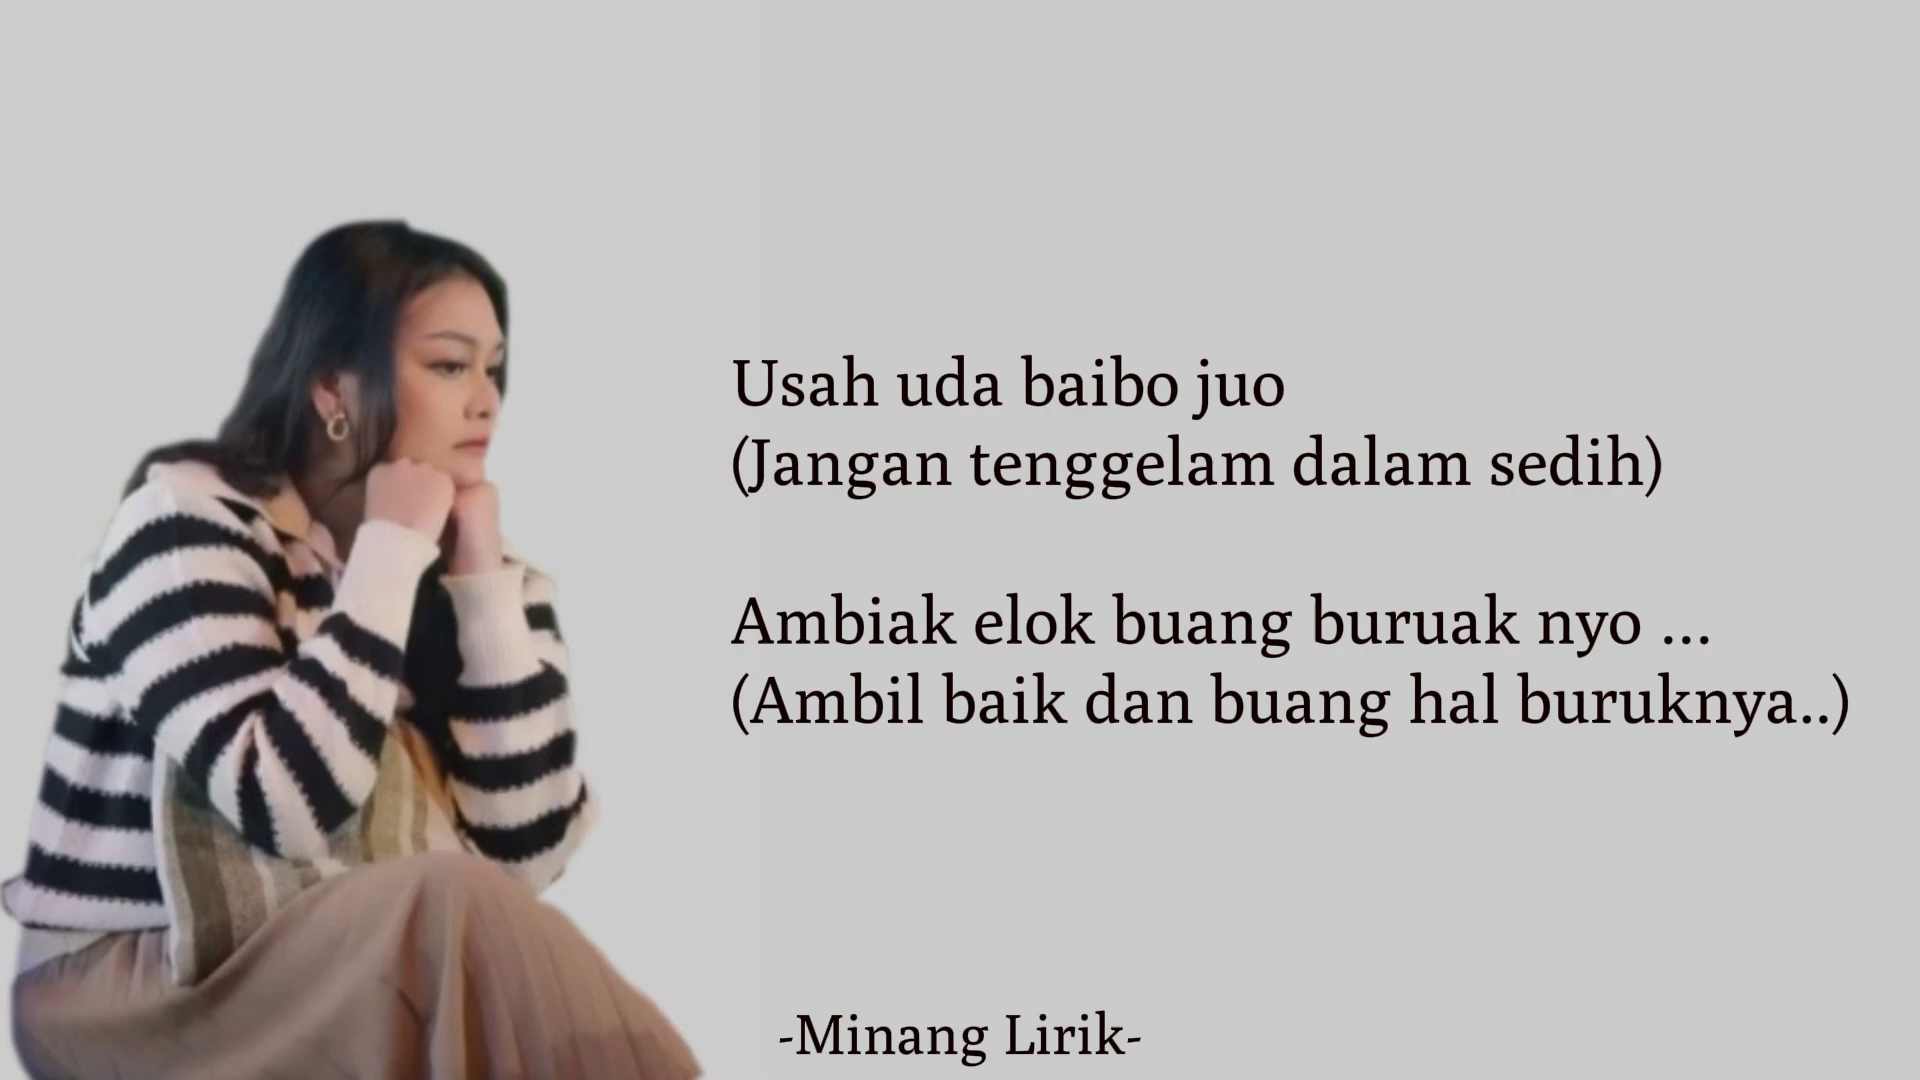 Usah uda baibo juo
(Jangan tenggelam dalam sedih)
Ambiak elok buang buruak nyo ...
(Ambil baik dan buang hal buruknya..)
-Minang Lirik-